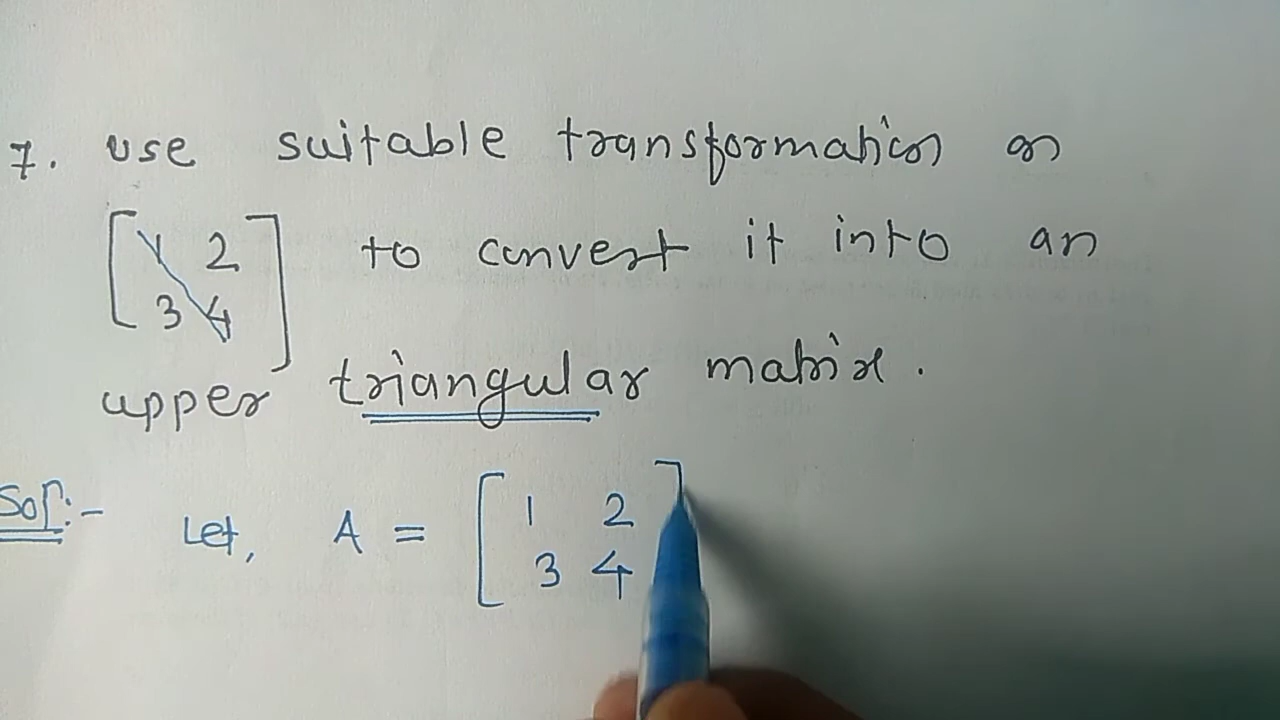 7. use suitable transformation on
[1 2
3 4] to convert it into an
upper triangular matrix.
Sol:- Let, A = [1 2
3 4]